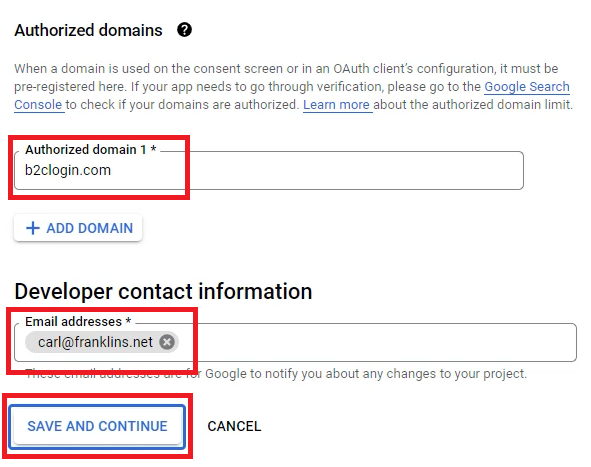 Authorized domains ?
When a domain is used on the consent screen or in an OAuth client's configuration, it must be
pre-registered here. If your app needs to go through verification, please go to the Google Search
Console to check if your domains are authorized. Learn more about the authorized domain limit.
Authorized domain 1 *
b2clogin.com
+ ADD DOMAIN
Developer contact information
Email addresses *
carl@franklins.net
These email addresses are for Google to notify you about any changes to your project.
SAVE AND CONTINUE CANCEL